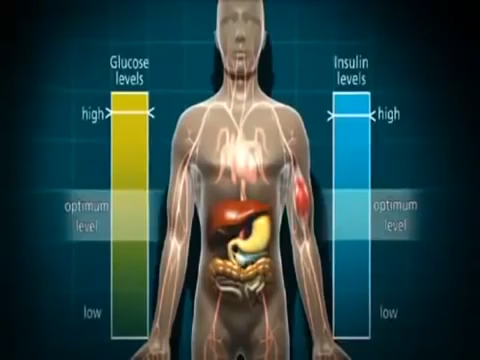 Glucose
levels
high
optimum
level
low
Insulin
levels
high
optimum
level
low